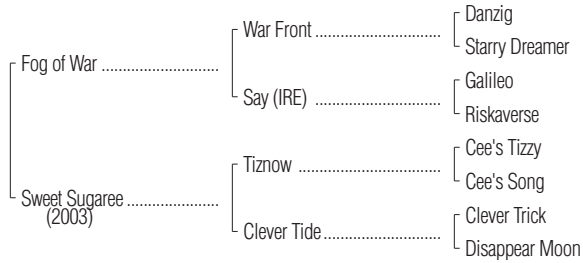 Danzig
War Front ..............................
Starry Dreamer
Fog of War ............................
Galileo
Say (IRE) ..............................
Riskaverse
Cee's Tizzy
Tiznow ..................................
Cee's Song
Sweet Sugaree ......................
(2003)
Clever Trick
Clever Tide ............................
Disappear Moon